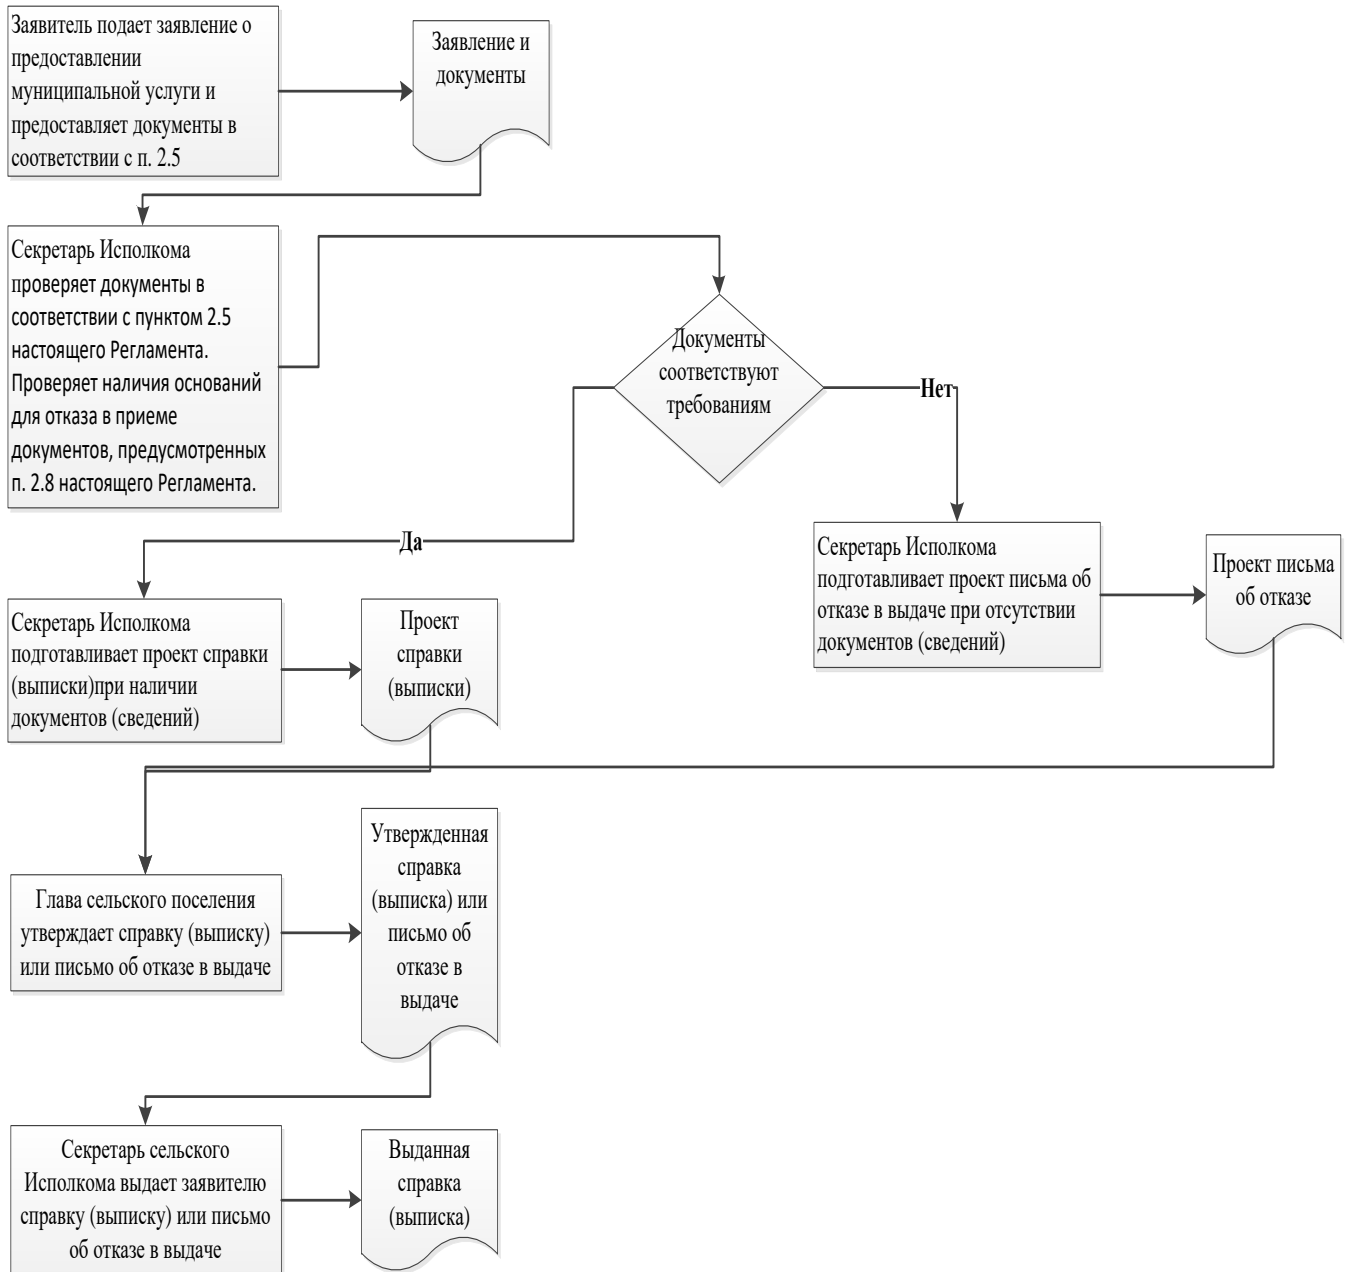 Заявитель подает заявление о
предоставлении
муниципальной услуги и
предоставляет документы в
соответствии с п. 2.5
Заявление и
документы
Секретарь Исполкома
проверяет документы в
соответствии с пунктом 2.5
настоящего Регламента.
Проверяет наличия оснований
для отказа в приеме
документов, предусмотренных
п. 2.8 настоящего Регламента.
Документы
соответствуют
требованиям
Нет
Да
Секретарь Исполкома
подготавливает проект письма об
отказе в выдаче при отсутствии
документов (сведений)
Проект письма
об отказе
Секретарь Исполкома
подготавливает проект справки
(выписки)при наличии
документов (сведений)
Проект
справки
(выписки)
Глава сельского поселения
утверждает справку (выписку)
или письмо об отказе в выдаче
Утвержденная
справка
(выписка) или
письмо об
отказе в
выдаче
Секретарь сельского
Исполкома выдает заявителю
справку (выписку) или письмо
об отказе в выдаче
Выданная
справка
(выписка)